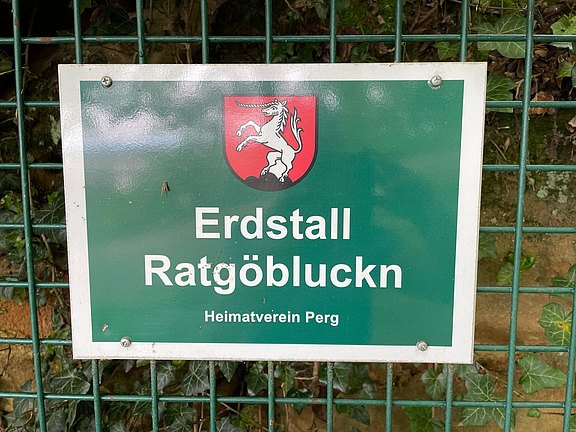 Erdstall
Ratgöbluckn
Heimatverein Perg